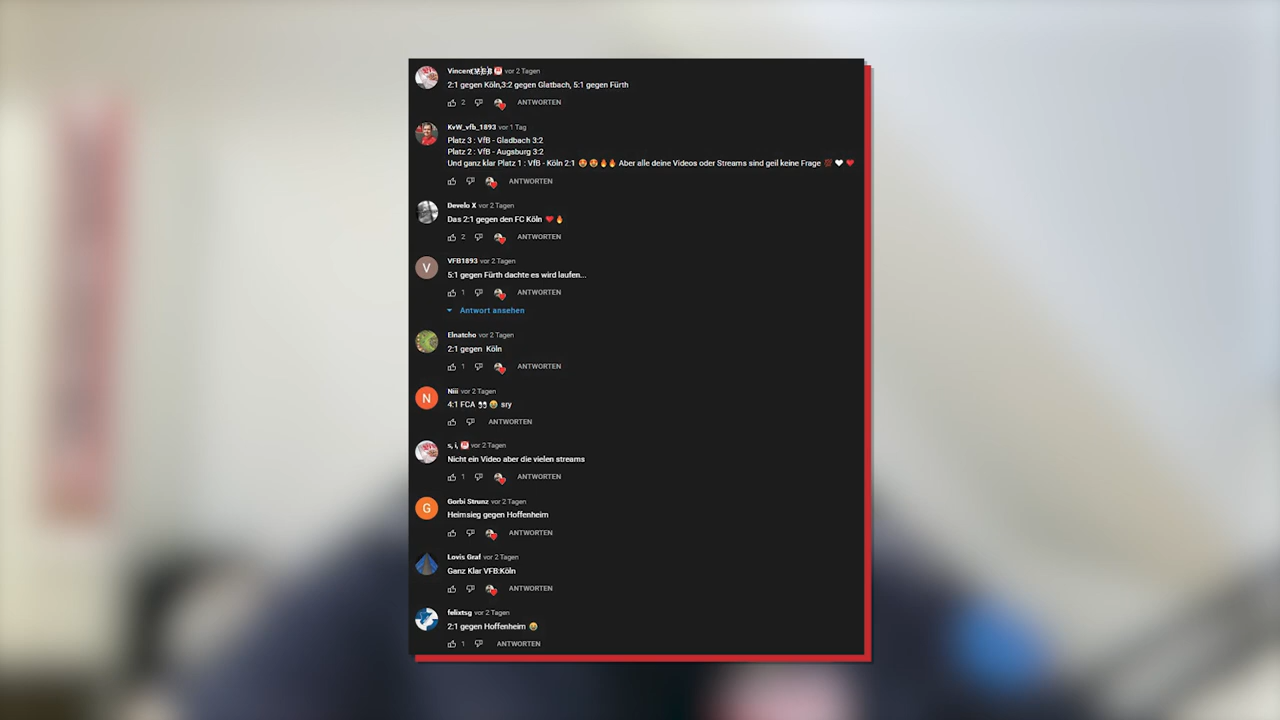 Vincent(V.f.B) vor 2 Tagen
2:1 gegen Köln,3:2 gegen Glatbach, 5:1 gegen Fürth
2 ANTWORTEN
KvW_vfb_1893 vor 1 Tag
Platz 3 : VfB - Gladbach 3:2
Platz 2 : VfB - Augsburg 3:2
Und ganz klar Platz 1 : VfB - Köln 2:1 😍😍🔥🔥 Aber alle deine Videos oder Streams sind geil keine Frage 💯🤍❤️
ANTWORTEN
Develo X vor 2 Tagen
Das 2:1 gegen den FC Köln ❤️🔥
2 ANTWORTEN
VFB1893 vor 2 Tagen
V
5:1 gegen Fürth dachte es wird laufen...
1 ANTWORTEN
Antwort ansehen
Elnatcho vor 2 Tagen
2:1 gegen Köln
1 ANTWORTEN
Niii vor 2 Tagen
N
4:1 FCA 👀 😂 sry
ANTWORTEN
s, i, vor 2 Tagen
Nicht ein Video aber die vielen streams
1 ANTWORTEN
Gorbi Strunz vor 2 Tagen
G
Heimsieg gegen Hoffenheim
ANTWORTEN
Lovis Graf vor 2 Tagen
Ganz Klar VFB:Köln
ANTWORTEN
felixtsg vor 2 Tagen
2:1 gegen Hoffenheim 😂
1 ANTWORTEN